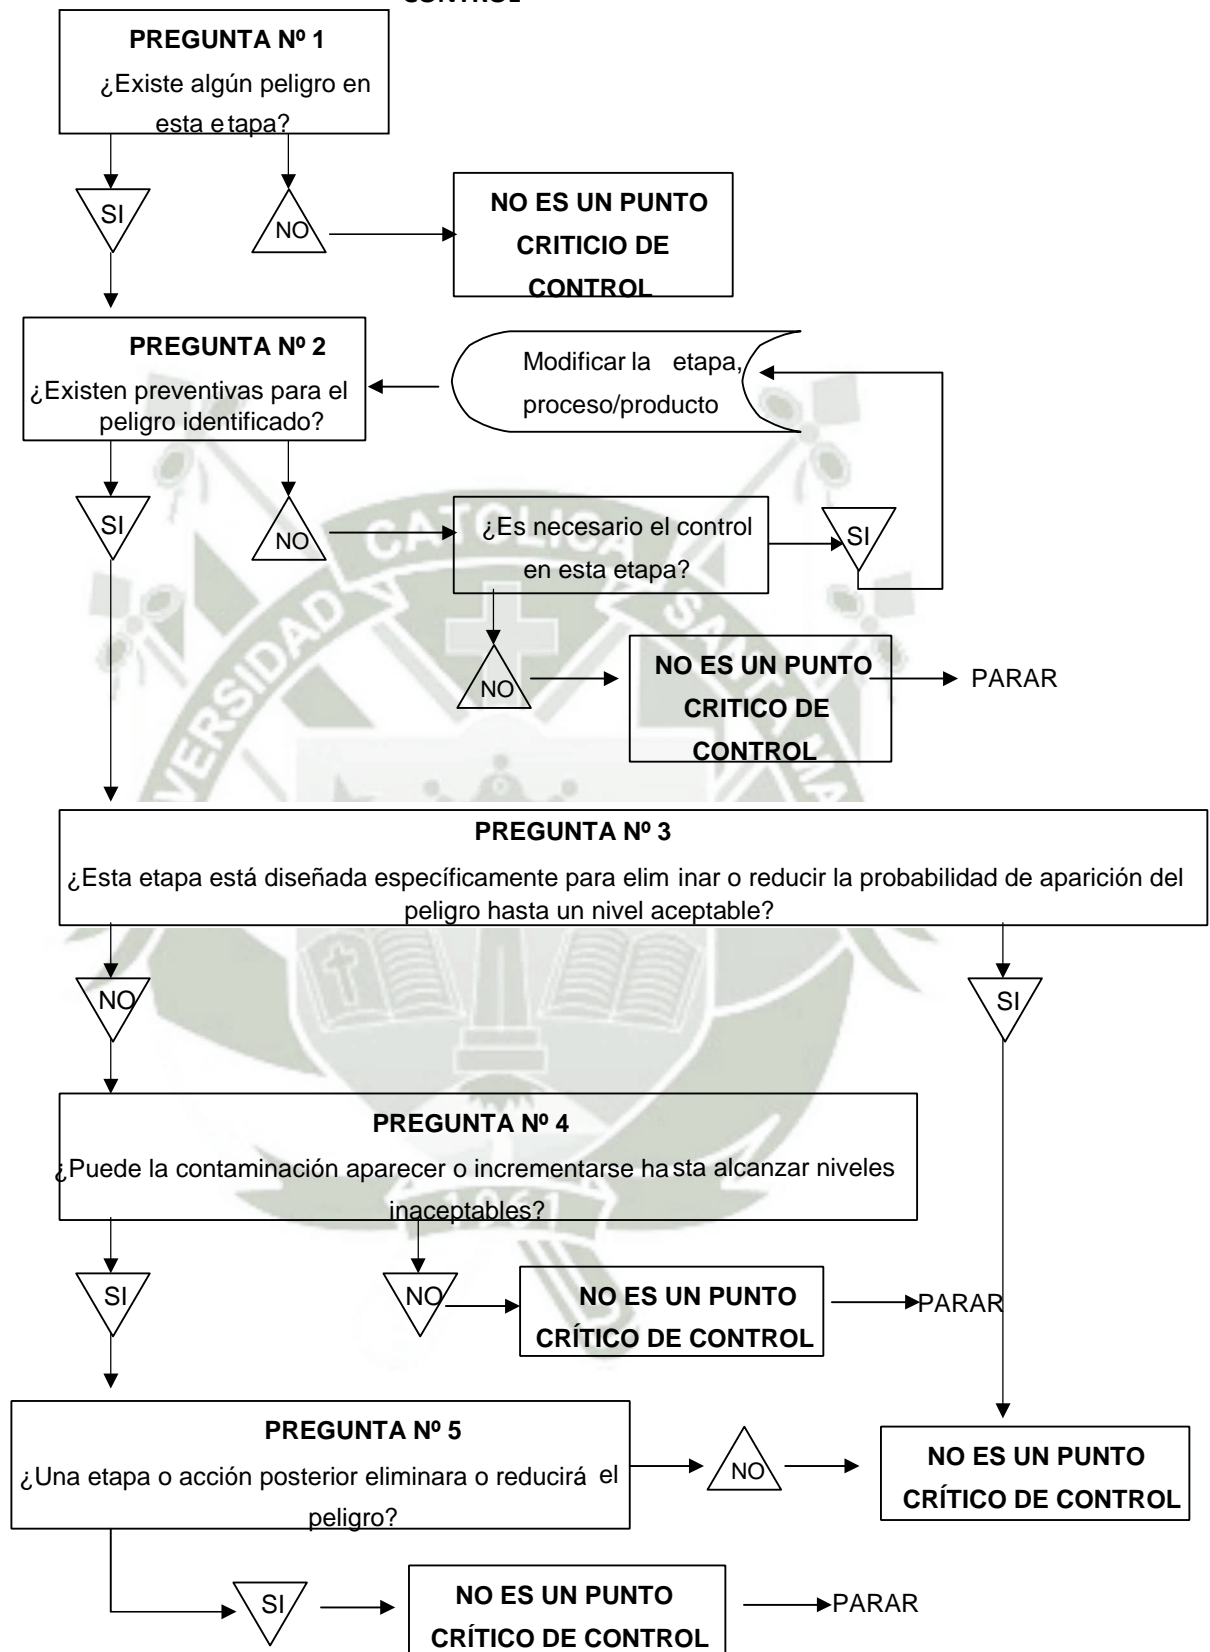 CONTROL
PREGUNTA Nº 1
¿Existe algún peligro en
esta e tapa?
SI
NO
NO ES UN PUNTO
CRITICIO DE
CONTROL
PREGUNTA Nº 2
¿Existen preventivas para el
peligro identificado?
Modificar la etapa,
proceso/producto
SI
NO
¿Es necesario el control
en esta etapa?
SI
NO
NO ES UN PUNTO
CRITICO DE
CONTROL
PARAR
UNIVERSIDAD CATOLICA SANTA MA
PREGUNTA Nº 3
¿Esta etapa está diseñada específicamente para elim inar o reducir la probabilidad de aparición del
peligro hasta un nivel aceptable?
NO
SI
PREGUNTA Nº 4
¿Puede la contaminación aparecer o incrementarse ha sta alcanzar niveles
inaceptables?
1961
SI
NO
NO ES UN PUNTO
CRÍTICO DE CONTROL
PARAR
PREGUNTA Nº 5
¿Una etapa o acción posterior eliminara o reducirá el
peligro?
NO
NO ES UN PUNTO
CRÍTICO DE CONTROL
SI
NO ES UN PUNTO
CRÍTICO DE CONTROL
PARAR